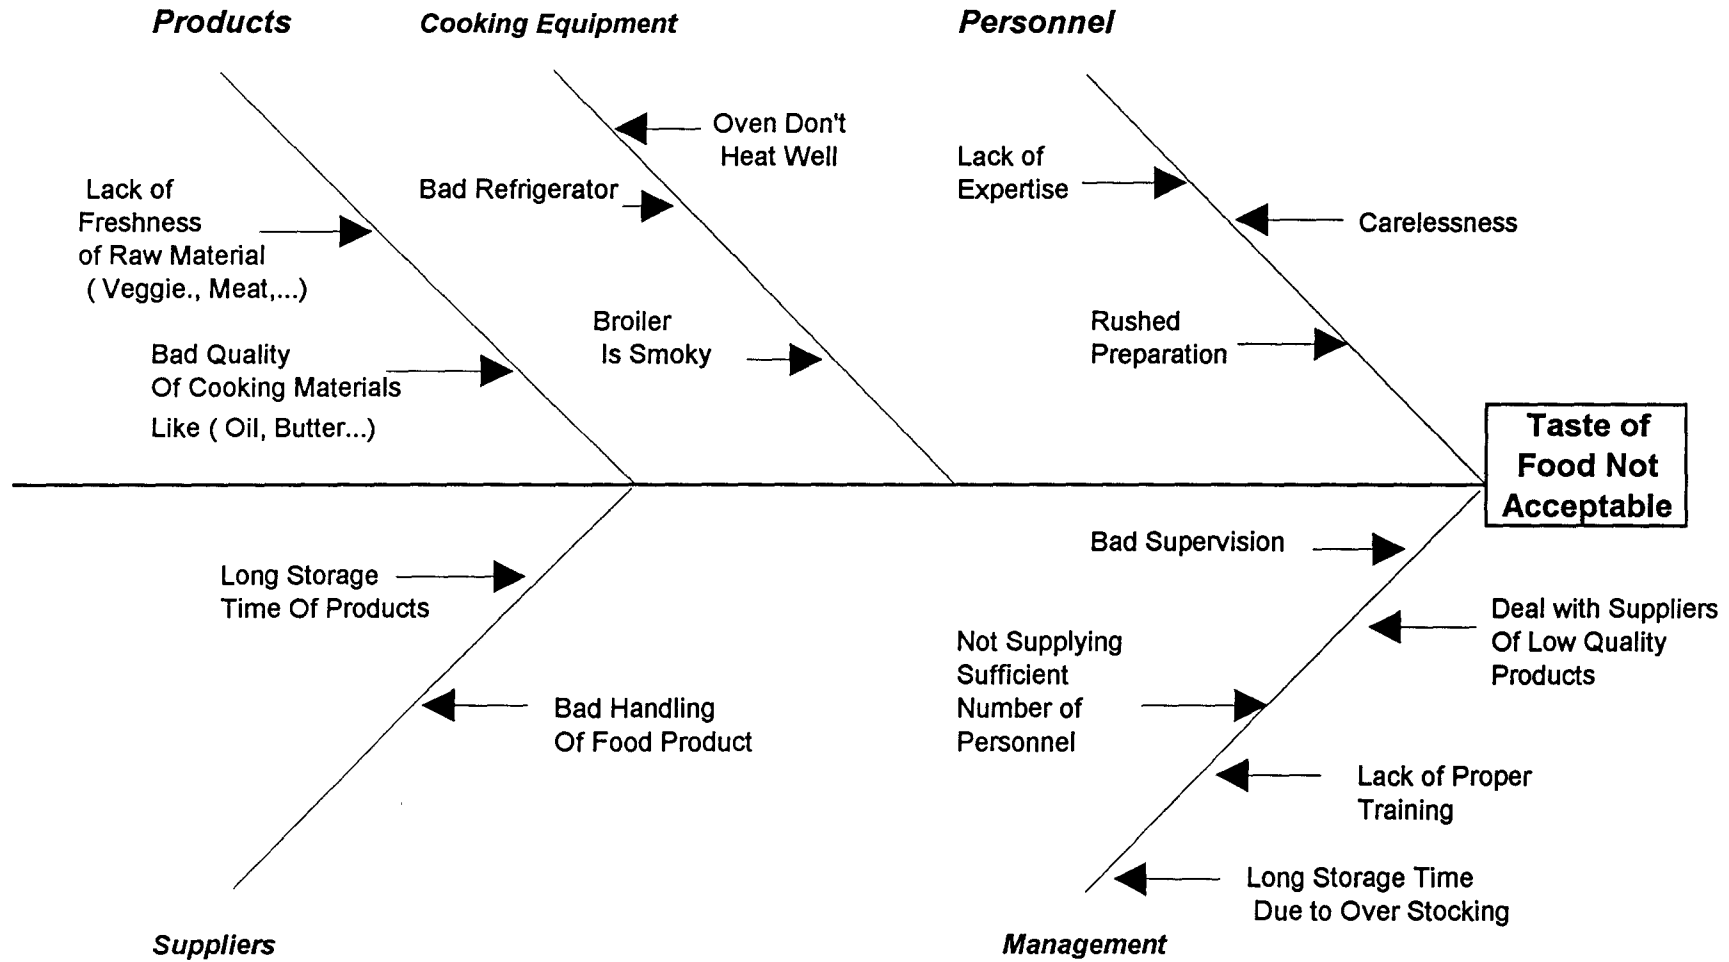 Products
Cooking Equipment
Personnel
Oven Don't
Heat Well
Bad Refrigerator
Lack of
Expertise
Carelessness
Lack of
Freshness
of Raw Material
( Veggie., Meat,...)
Broiler
Is Smoky
Rushed
Preparation
Bad Quality
Of Cooking Materials
Like ( Oil, Butter...)
Taste of
Food Not
Acceptable
Long Storage
Time Of Products
Bad Handling
Of Food Product
Bad Supervision
Deal with Suppliers
Of Low Quality
Products
Not Supplying
Sufficient
Number of
Personnel
Lack of Proper
Training
Long Storage Time
Due to Over Stocking
Suppliers
Management